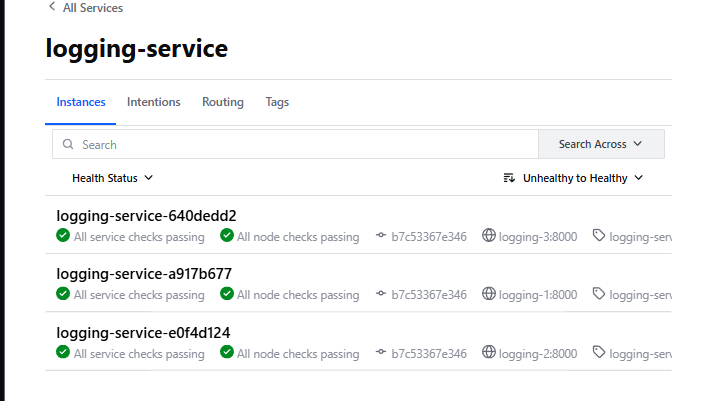 All Services
logging-service
Instances Intentions Routing Tags
Search Search Across
Health Status Unhealthy to Healthy
logging-service-640dedd2
All service checks passing All node checks passing b7c53367e346 logging-3:8000 logging-serv
logging-service-a917b677
All service checks passing All node checks passing b7c53367e346 logging-1:8000 logging-serv
logging-service-e0f4d124
All service checks passing All node checks passing b7c53367e346 logging-2:8000 logging-serv